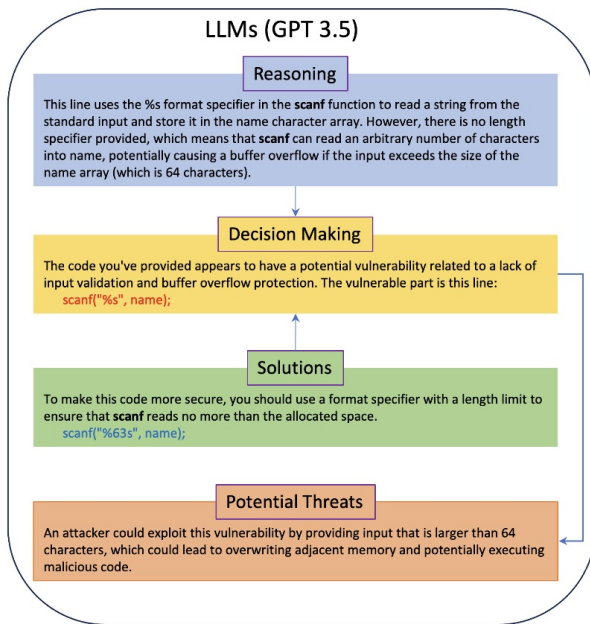 LLMs (GPT 3.5)
Reasoning
This line uses the %s format specifier in the scanf function to read a string from the
standard input and store it in the name character array. However, there is no length
specifier provided, which means that scanf can read an arbitrary number of characters
into name, potentially causing a buffer overflow if the input exceeds the size of the
name array (which is 64 characters).
Decision Making
The code you've provided appears to have a potential vulnerability related to a lack of
input validation and buffer overflow protection. The vulnerable part is this line:
scanf("%s", name);
Solutions
To make this code more secure, you should use a format specifier with a length limit to
ensure that scanf reads no more than the allocated space.
scanf("%63s", name);
Potential Threats
An attacker could exploit this vulnerability by providing input that is larger than 64
characters, which could lead to overwriting adjacent memory and potentially executing
malicious code.